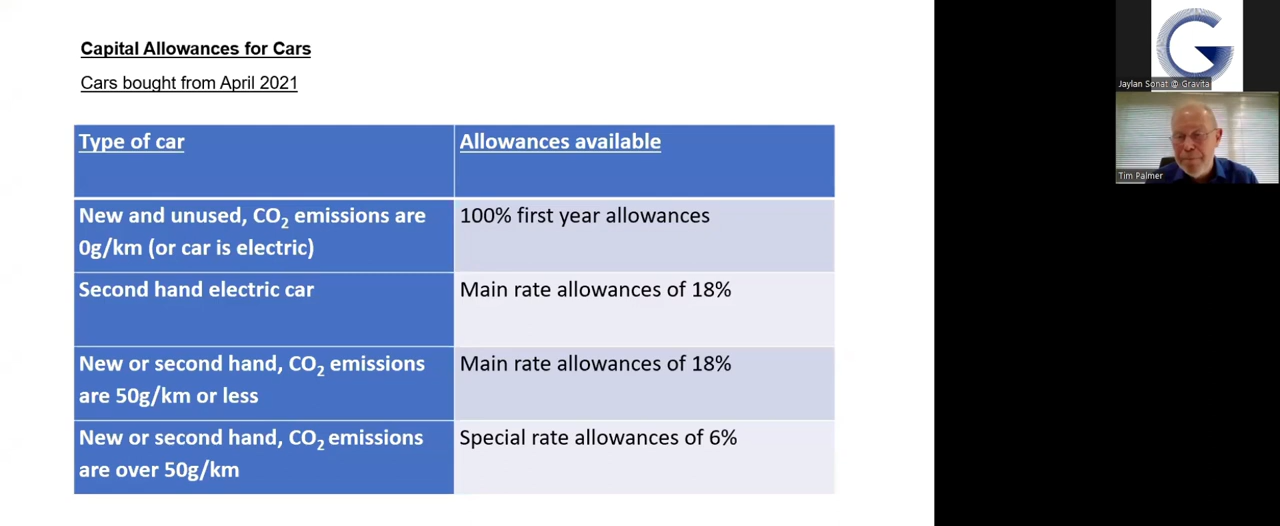 Capital Allowances for Cars
Cars bought from April 2021
Type of car
Allowances available
New and unused, CO2 emissions are
0g/km (or car is electric)
100% first year allowances
Second hand electric car
Main rate allowances of 18%
New or second hand, CO2 emissions
are 50g/km or less
Main rate allowances of 18%
New or second hand, CO2 emissions
are over 50g/km
Special rate allowances of 6%
G
Jaylan Sonat @ Gravita
Tim Palmer